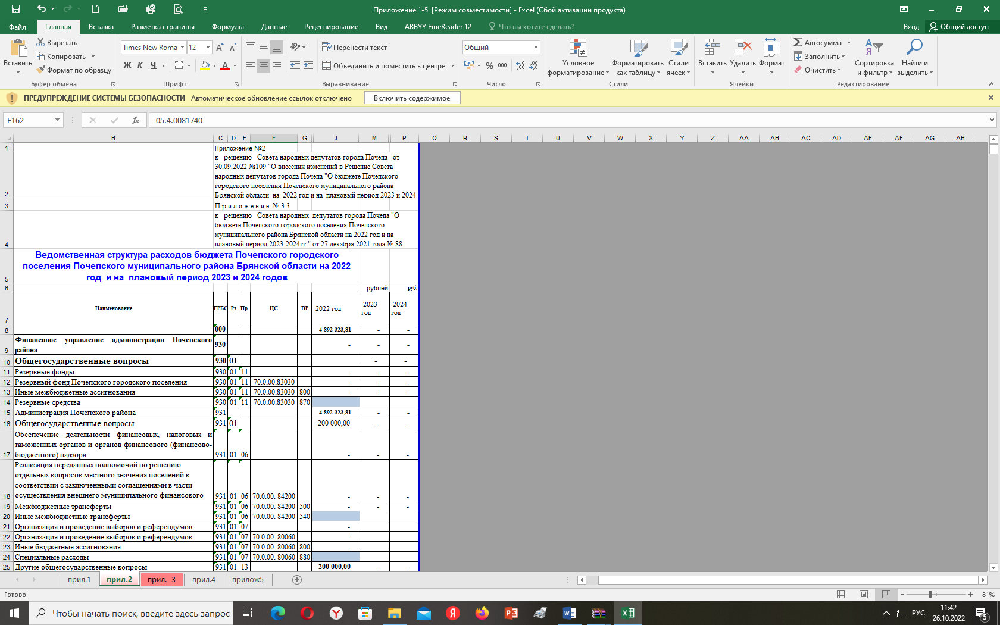 Приложение 1-5 [Режим совместимости] - Excel (Сбой активации продукта)
Файл Главная Вставка Разметка страницы Формулы Данные Рецензирование Вид ABBYY FineReader 12 Что вы хотите сделать? Вход Общий доступ
Вставить
Вырезать
Копировать
Формат по образцу
Буфер обмена
Times New Roma 12
Ж К Ч
Шрифт
Перенести текст
Объединить и поместить в центре
Выравнивание
Общий
% 000
Число
Условное форматирование
Форматировать как таблицу
Стили ячеек
Стили
Вставить Удалить Формат
Ячейки
Автосумма
Заполнить
Очистить
Сортировка и фильтр
Найти и выделить
Редактирование
ПРЕДУПРЕЖДЕНИЕ СИСТЕМЫ БЕЗОПАСНОСТИ Автоматическое обновление ссылок отключено Включить содержимое
F162 fx 05.4.0081740
B C D E F G J M P Q R S T U V W X Y Z AA AB AC AD AE AF AG AH
1 Приложение №2
к решению Совета народных депутатов города Почепа от
30.09.2022 №109 "О внесении изменений в Решение Совета
народных депутатов города Почепа "О бюджете Почепского
городского поселения Почепского муниципального района
2 Брянской области на 2022 год и на плановый период 2023 и 2024
3 П р и л о ж е н и е № 3.3
к решению Совета народных депутатов города Почепа "О
бюджете Почепского городского поселения Почепского
муниципального района Брянской области на 2022 год и на
4 плановый период 2023-2024гг " от 27 декабря 2021 года № 88
Ведомственная структура расходов бюджета Почепского городского
поселения Почепского муниципального района Брянской области на 2022
5 год и на плановый период 2023 и 2024 годов
6 рублей руб.
7 Наименование ГРБС Рз Пр ЦС ВР 2022 год 2023 год 2024 год
8 000 4 892 323,81 - -
9 Финансовое управление администрации Почепского района 930 - - -
10 Общегосударственные вопросы 930 01 - -
11 Резервные фонды 930 01 11 - - -
12 Резервный фонд Почепского городского поселения 930 01 11 70.0.00.83030 - - -
13 Иные межбюджетные ассигнования 930 01 11 70.0.00.83030 800 - - -
14 Резервные средства 930 01 11 70.0.00.83030 870
15 Администрация Почепского района 931 4 892 323,81 - -
16 Общегосударственные вопросы 931 01 200 000,00 - -
Обеспечение деятельности финансовых, налоговых и
таможенных органов и органов финансового (финансово-
17 бюджетного) надзора 931 01 06 - - -
Реализация переданных полномочий по решению
отдельных вопросов местного значения поселений в
соответствии с заключенными соглашениями в части
18 осуществления внешнего муниципального финансового 931 01 06 70.0.00. 84200 - - -
19 Межбюджетные трансферты 931 01 06 70.0.00. 84200 500 - - -
20 Иные межбюджетные трансферты 931 01 06 70.0.00. 84200 540
21 Организация и проведение выборов и референдумов 931 01 07 -
22 Организация и проведение выборов и референдумов 931 01 07 70.0.00. 80060 -
23 Иные бюджетные ассигнования 931 01 07 70.0.00. 80060 800 -
24 Специальные расходы 931 01 07 70.0.00. 80060 880
25 Другие общегосударственные вопросы 931 01 13 200 000,00 - -
прил.1 прил.2 прил. 3 прил.4 прилож5
Готово 81%
Чтобы начать поиск, введите здесь запрос РУС 11:42
26.10.2022 5